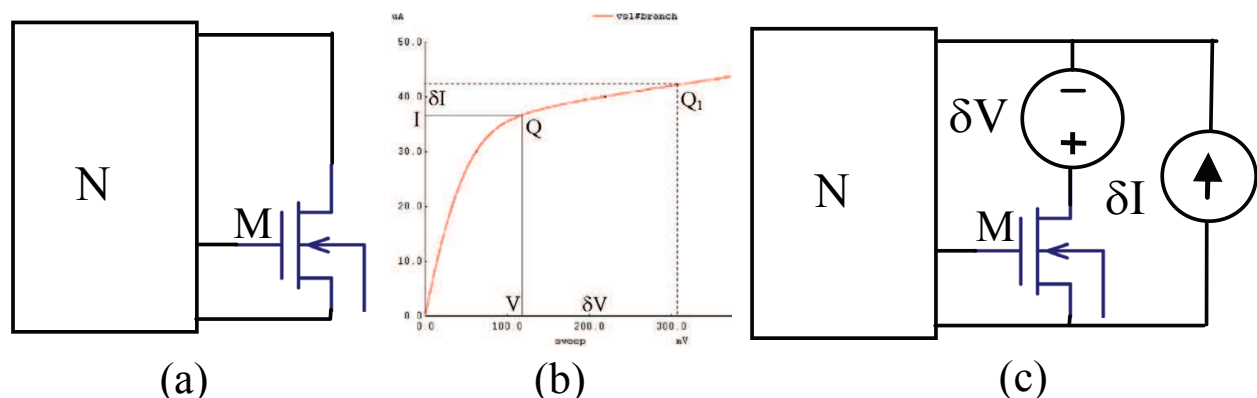 N
M
(a)
uA
vsl#branch
50.0
40.0
30.0
20.0
10.0
0.0
δI
I
Q
Q₁
V
δV
0.0 100.0 200.0 300.0
sweep mV
(b)
N
δV
−
+
M
δI
(c)